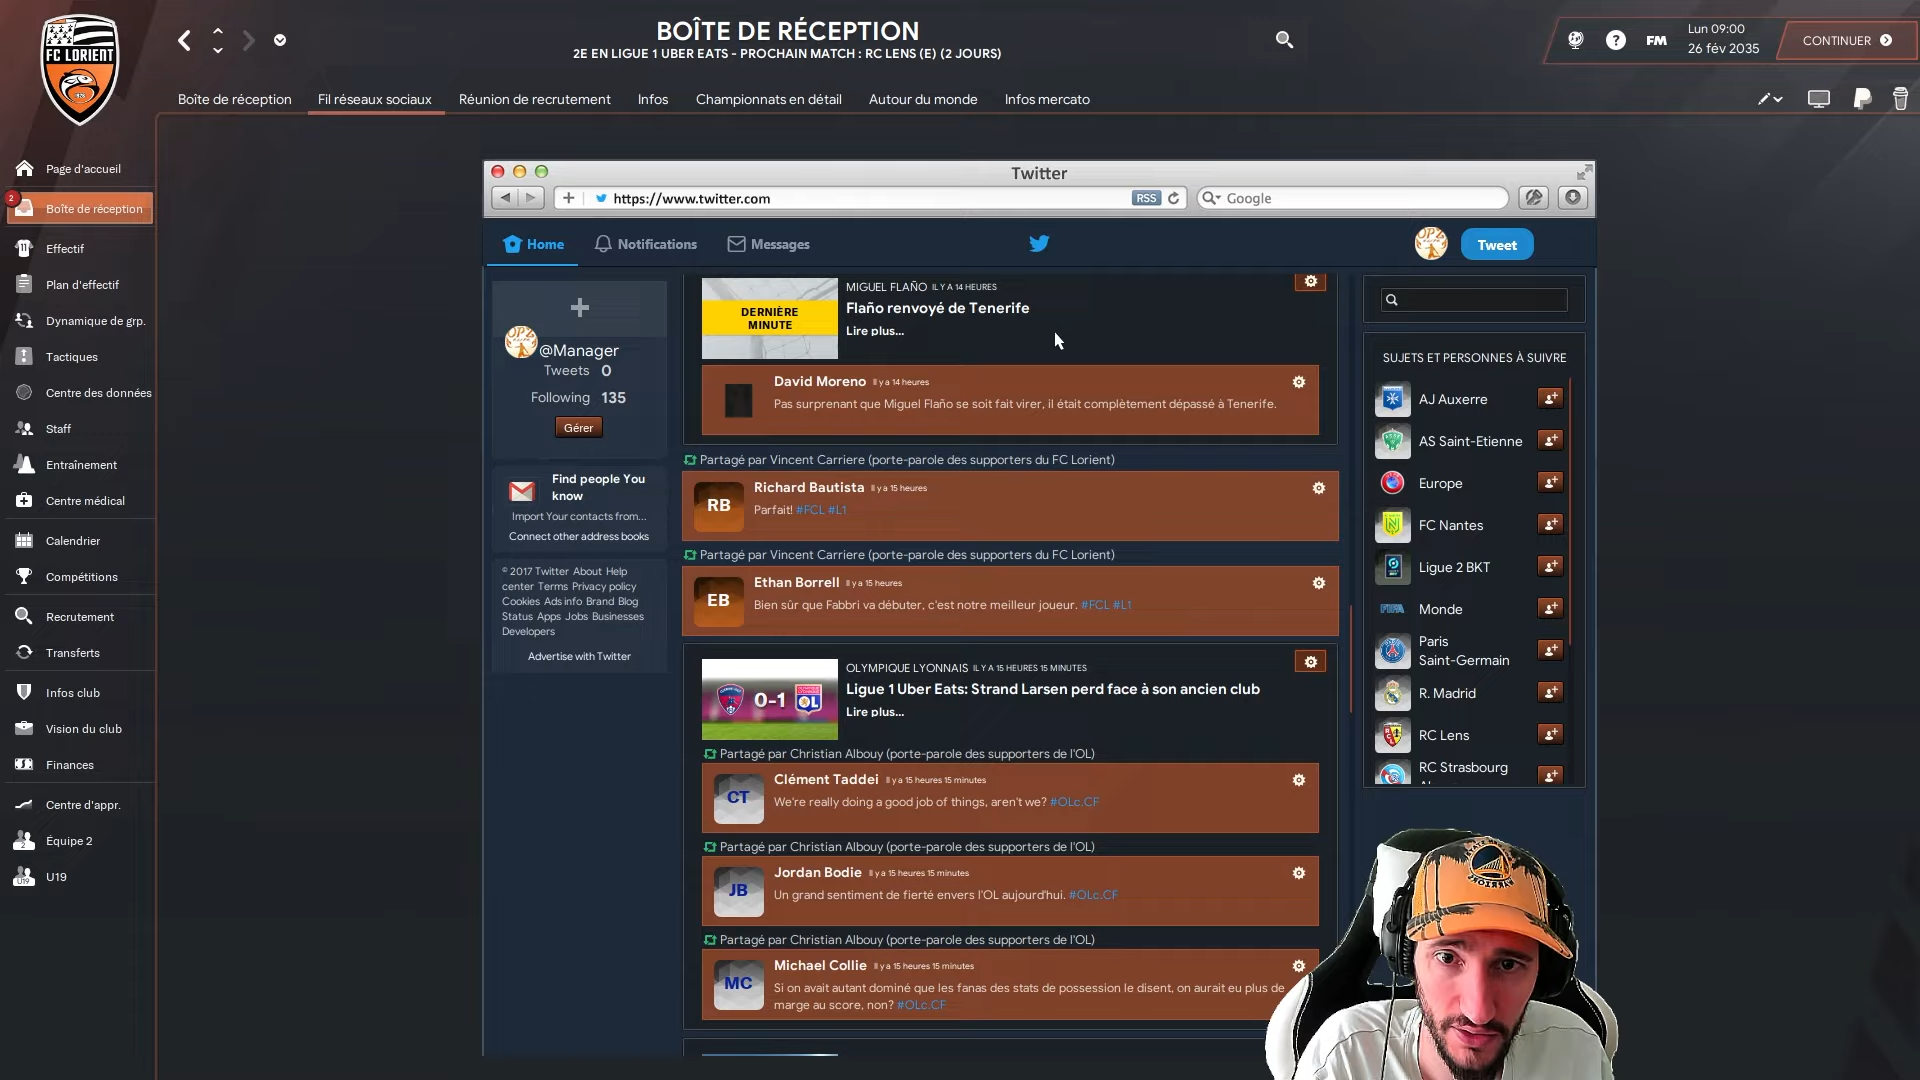 FC LORIENT
BOÎTE DE RÉCEPTION
2E EN LIGUE 1 UBER EATS - PROCHAIN MATCH : RC LENS (E) (2 JOURS)
FM
Lun 09:00
26 fév 2035
CONTINUER
Boîte de réception
Fil réseaux sociaux
Réunion de recrutement
Infos
Championnats en détail
Autour du monde
Infos mercato
Page d'accueil
2
Boîte de réception
Effectif
Plan d'effectif
Dynamique de grp.
Tactiques
Centre des données
Staff
Entraînement
Centre médical
Calendrier
Compétitions
Recrutement
Transferts
Infos club
Vision du club
Finances
Centre d'appr.
Équipe 2
U19
Twitter
https://www.twitter.com
RSS
Google
Home
Notifications
Messages
Tweet
@Manager
Tweets 0
Following 135
Gérer
Find people You
know
Import Your contacts from...
Connect other address books
© 2017 Twitter About Help
center Terms Privacy policy
Cookies Ads info Brand Blog
Status Apps Jobs Businesses
Developers
Advertise with Twitter
DERNIÈRE
MINUTE
MIGUEL FLAÑO IL Y A 14 HEURES
Flaño renvoyé de Tenerife
Lire plus...
David Moreno Il y a 14 heures
Pas surprenant que Miguel Flaño se soit fait virer, il était complètement dépassé à Tenerife.
Partagé par Vincent Carriere (porte-parole des supporters du FC Lorient)
RB
Richard Bautista Il y a 15 heures
Parfait! #FCL #L1
Partagé par Vincent Carriere (porte-parole des supporters du FC Lorient)
EB
Ethan Borrell Il y a 15 heures
Bien sûr que Fabbri va débuter, c'est notre meilleur joueur. #FCL #L1
0-1
OLYMPIQUE LYONNAIS IL Y A 15 HEURES 15 MINUTES
Ligue 1 Uber Eats: Strand Larsen perd face à son ancien club
Lire plus...
Partagé par Christian Albouy (porte-parole des supporters de l'OL)
CT
Clément Taddei Il y a 15 heures 15 minutes
We're really doing a good job of things, aren't we? #OLc.CF
Partagé par Christian Albouy (porte-parole des supporters de l'OL)
JB
Jordan Bodie Il y a 15 heures 15 minutes
Un grand sentiment de fierté envers l'OL aujourd'hui. #OLc.CF
Partagé par Christian Albouy (porte-parole des supporters de l'OL)
MC
Michael Collie Il y a 15 heures 15 minutes
Si on avait autant dominé que les fanas des stats de possession le disent, on aurait eu plus de
marge au score, non? #OLc.CF
SUJETS ET PERSONNES À SUIVRE
AJ Auxerre
AS Saint-Etienne
Europe
FC Nantes
Ligue 2 BKT
FIFA
Monde
Paris
Saint-Germain
R. Madrid
RC Lens
RC Strasbourg